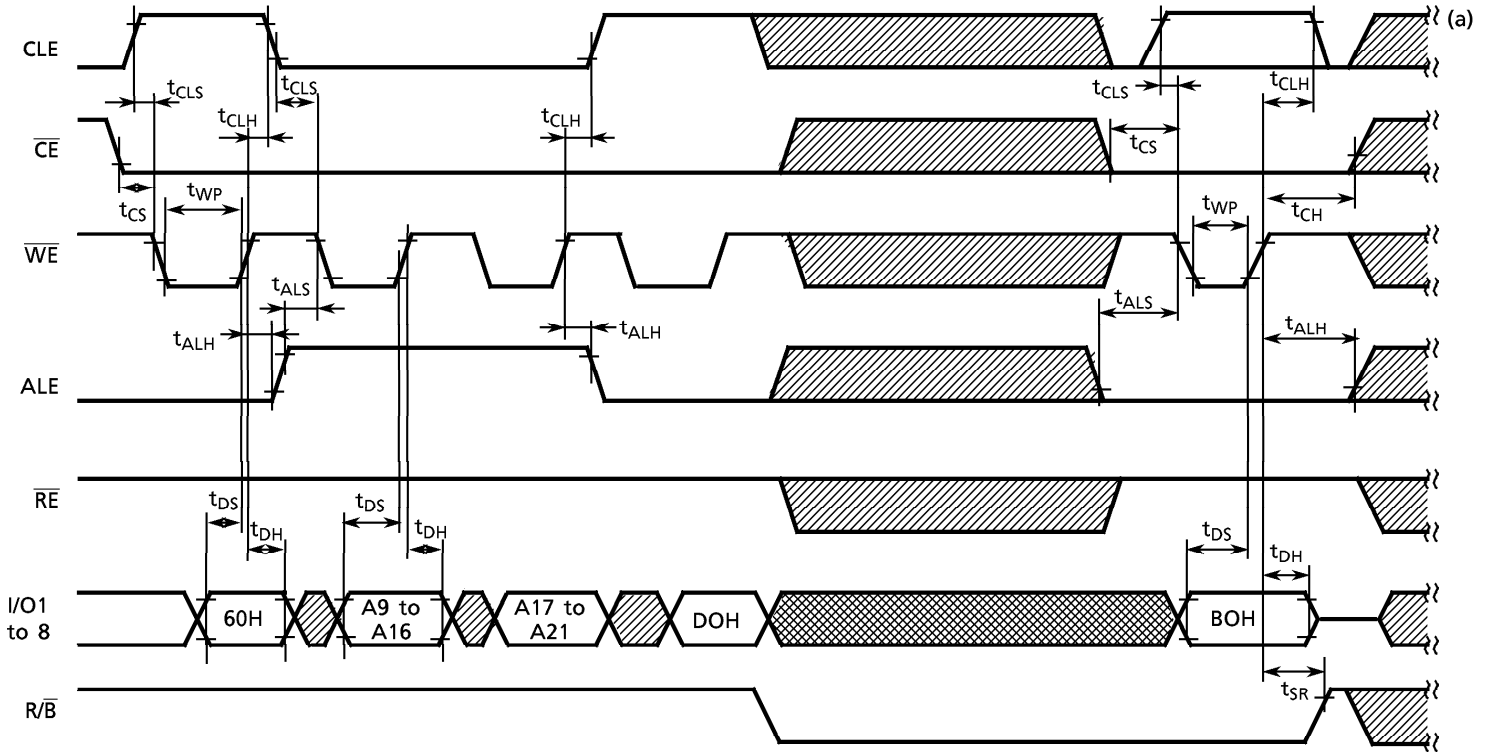 (a)
CLE
tCLS
tCLS
tCLS
tCLH
tCLH
tCLH
CE
tCS
tCS
tWP
tWP
tCH
WE
tALS
tALS
tALH
tALH
tALH
ALE
RE
tDS
tDS
tDS
tDH
tDH
tDH
I/O1
to 8
60H
A9 to
A16
A17 to
A21
DOH
BOH
tSR
R/B